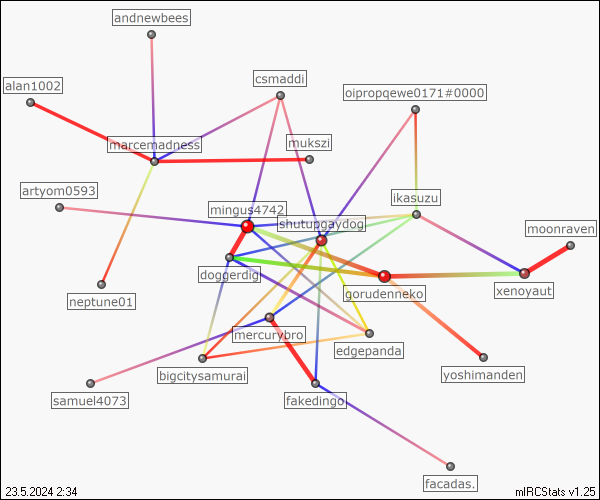 andnewbees
alan1002
csmaddi
oipropqewe0171#0000
marcemadness
mukszi
artyom0593
ikasuzu
mingus4742
shutupgaydog
moonraven
doggerdig
gorudenneko
xenoyaut
neptune01
mercurybro
edgepanda
bigcitysamurai
yoshimanden
samuel4073
fakedingo
facadas.
23.5.2024 2:34
mIRCStats v1.25